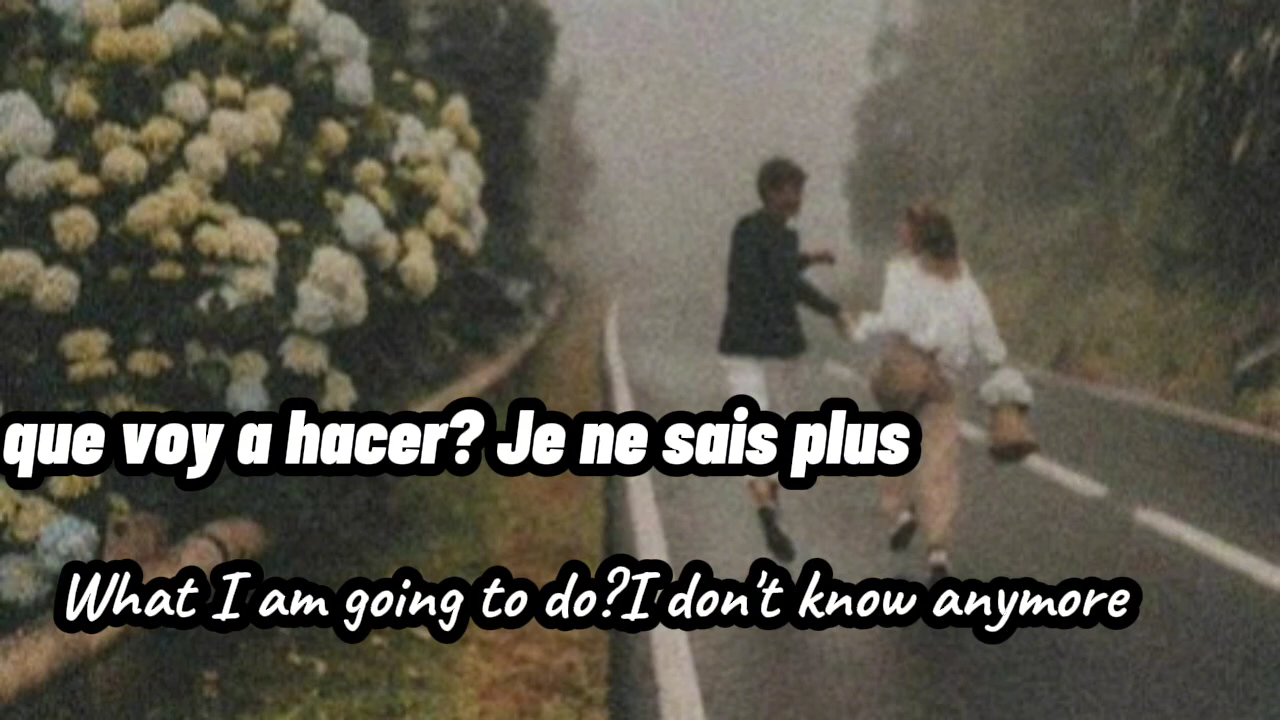 que voy a hacer? Je ne sais plus
What I am going to do?I don't know anymore